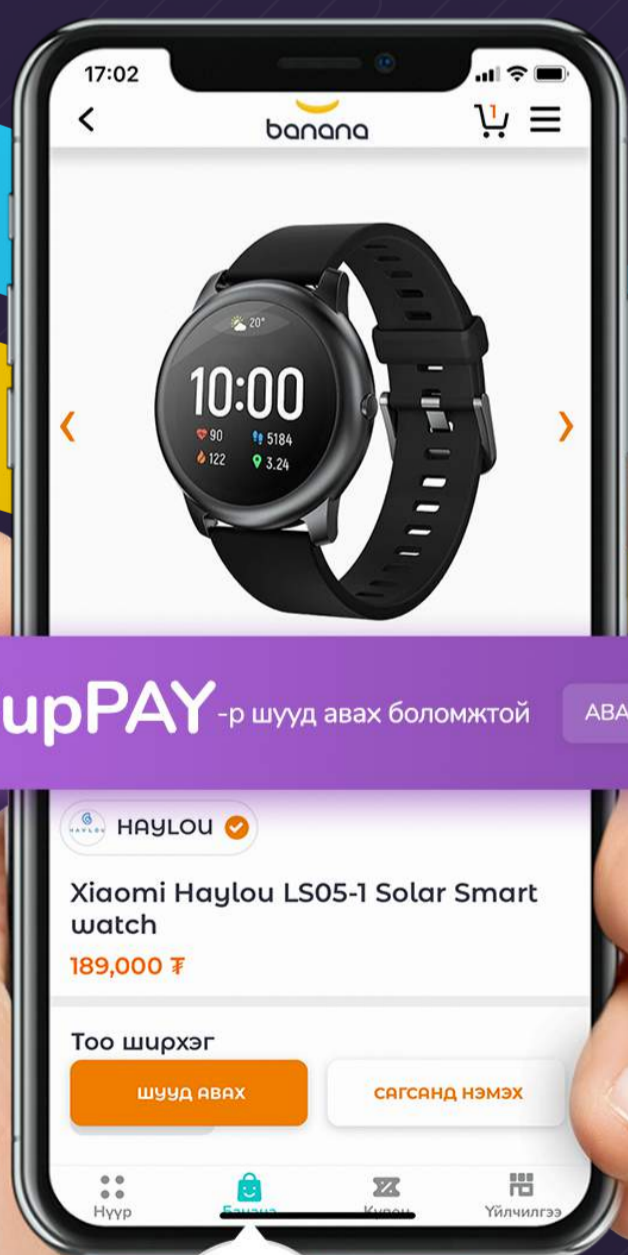 17:02
banana
1
20°
10:00
90 5184
122 3.24
upPAY-р шууд авах боломжтой
HAYLOU
HAYLOU
Xiaomi Haylou LS05-1 Solar Smart
watch
189,000 ₮
Тоо ширхэг
ШУУД АВАХ САГСАНД НЭМЭХ
Нүүр Үйлчилгээ